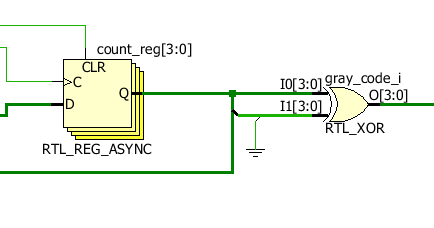 count_reg[3:0]
CLR
C
D
Q
RTL_REG_ASYNC
gray_code_i
I0[3:0]
I1[3:0]
O[3:0]
RTL_XOR